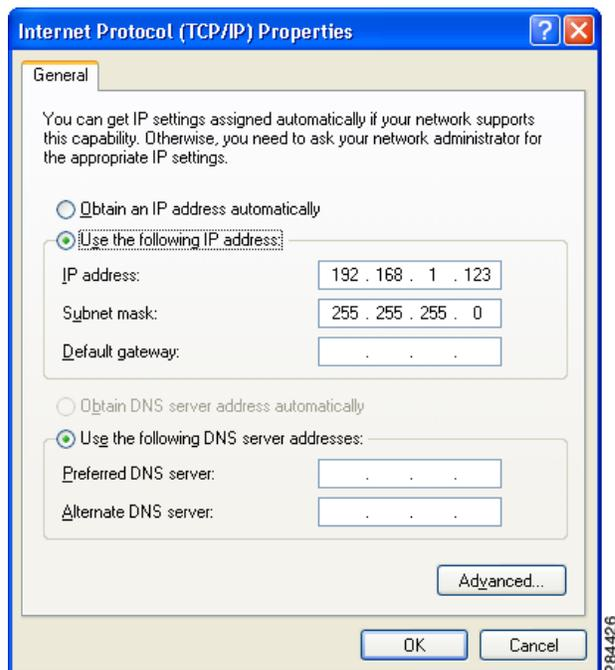 Internet Protocol (TCP/IP) Properties
General
You can get IP settings assigned automatically if your network supports
this capability. Otherwise, you need to ask your network administrator for
the appropriate IP settings.
Obtain an IP address automatically
Use the following IP address:
IP address: 192 . 168 . 1 . 123
Subnet mask: 255 . 255 . 255 . 0
Default gateway: . . .
Obtain DNS server address automatically
Use the following DNS server addresses:
Preferred DNS server: . . .
Alternate DNS server: . . .
Advanced...
OK Cancel
84426